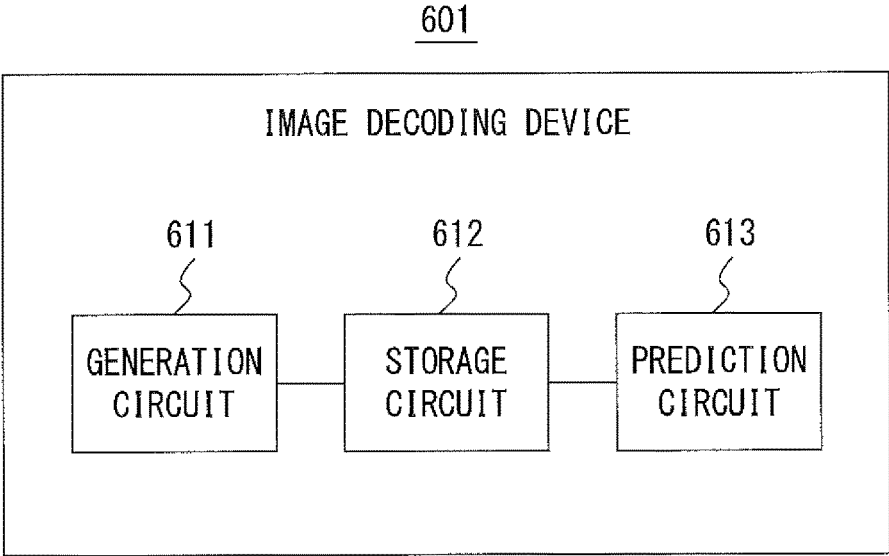 601
IMAGE DECODING DEVICE
611
612
613
GENERATION
CIRCUIT
STORAGE
CIRCUIT
PREDICTION
CIRCUIT